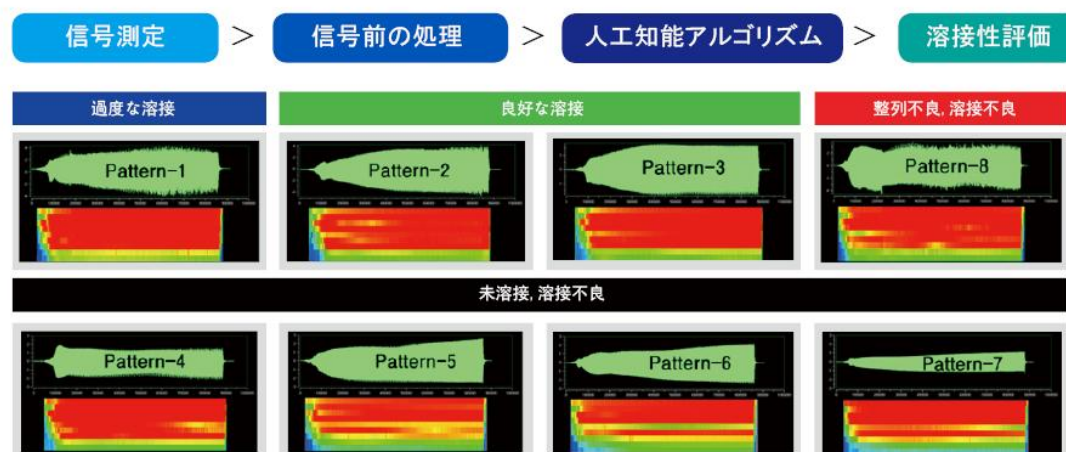 信号測定 > 信号前の処理 > 人工知能アルゴリズム > 溶接性評価
過度な溶接
良好な溶接
整列不良, 溶接不良
Pattern-1
Pattern-2
Pattern-3
Pattern-8
未溶接, 溶接不良
Pattern-4
Pattern-5
Pattern-6
Pattern-7